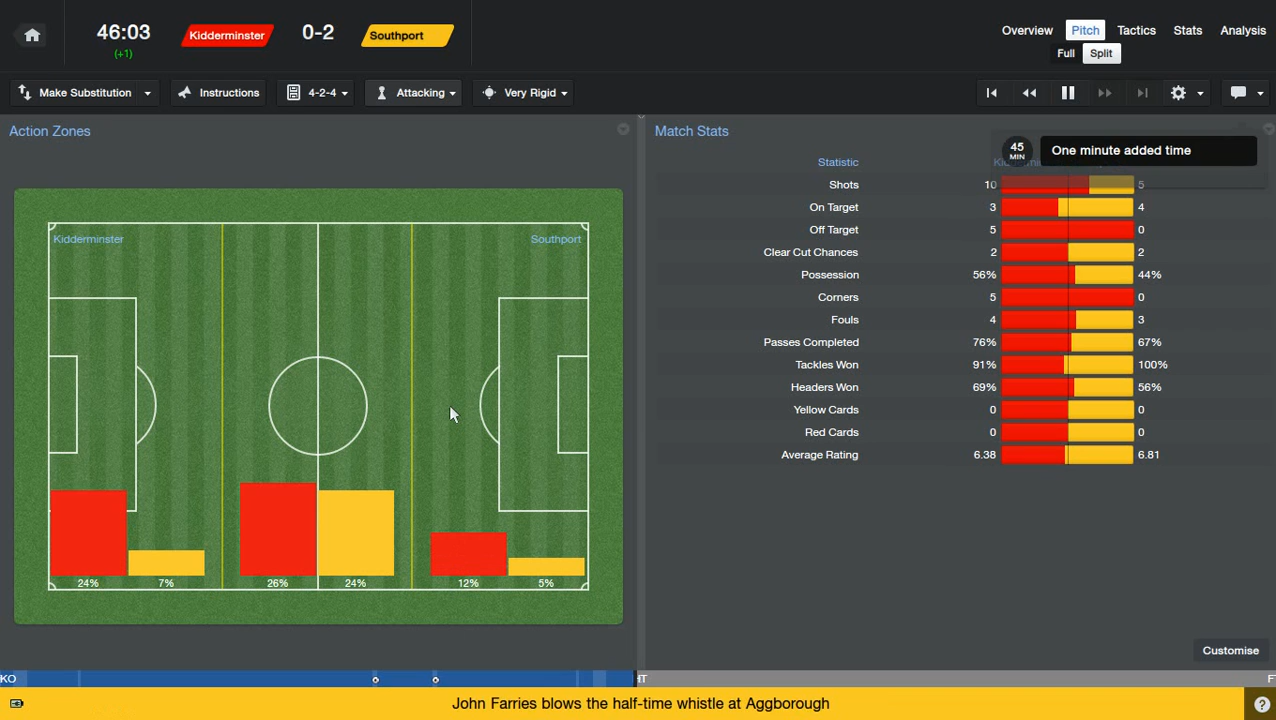 46:03 Kidderminster 0-2 Southport
(+1)
Overview Pitch Tactics Stats Analysis
Full Split
Make Substitution Instructions 4-2-4 Attacking Very Rigid
Action Zones
Kidderminster Southport
24% 7% 26% 24% 12% 5%
Match Stats
45 MIN One minute added time
Statistic
Shots 10 5
On Target 3 4
Off Target 5 0
Clear Cut Chances 2 2
Possession 56% 44%
Corners 5 0
Fouls 4 3
Passes Completed 76% 67%
Tackles Won 91% 100%
Headers Won 69% 56%
Yellow Cards 0 0
Red Cards 0 0
Average Rating 6.38 6.81
Customise
KO HT F
John Farries blows the half-time whistle at Aggborough
?